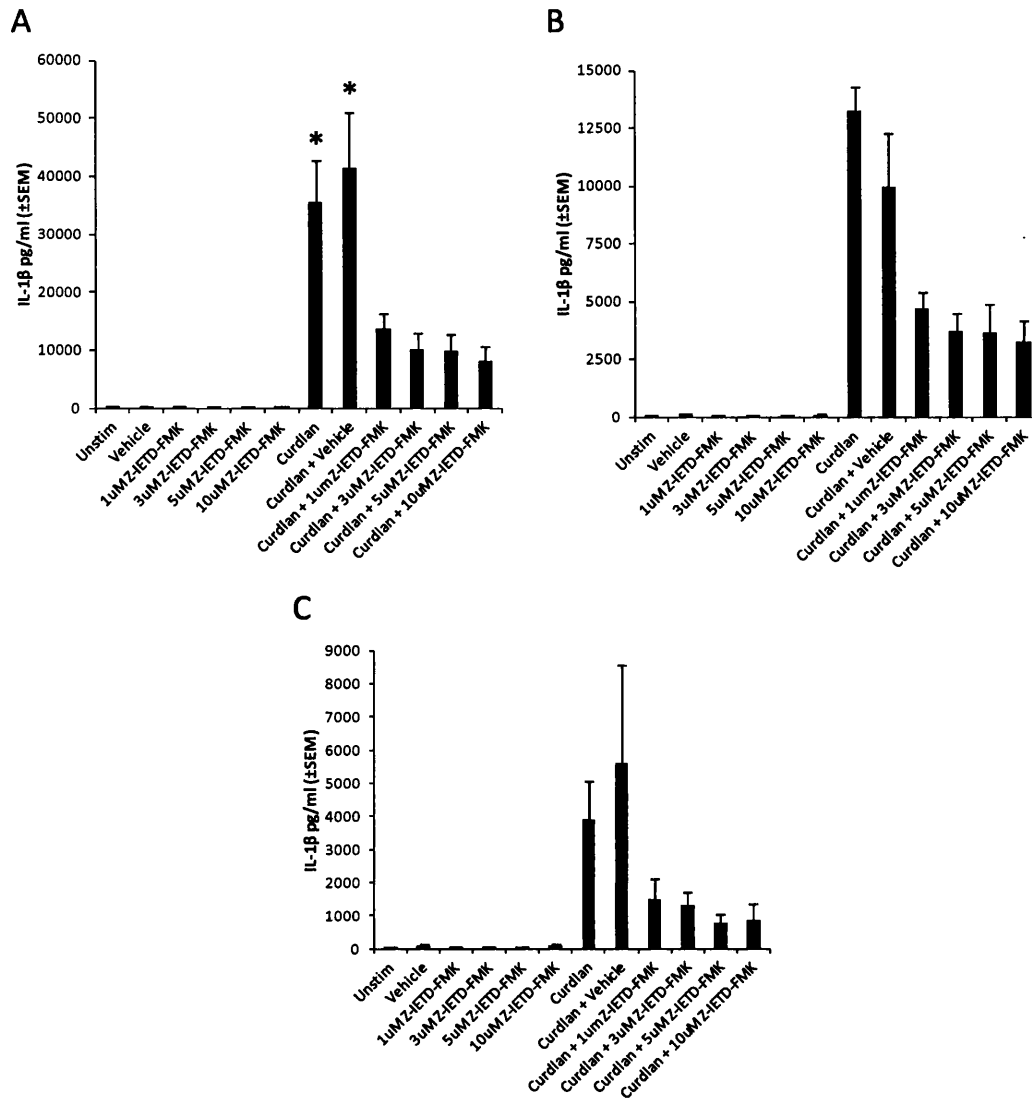 A
60000
50000
40000
30000
20000
10000
0
IL-1β pg/ml (±SEM)
*
*
Unstim
Vehicle
1uM Z-IETD-FMK
3uM Z-IETD-FMK
5uM Z-IETD-FMK
10uM Z-IETD-FMK
Curdlan
Curdlan + Vehicle
Curdlan + 1um Z-IETD-FMK
Curdlan + 3uM Z-IETD-FMK
Curdlan + 5uM Z-IETD-FMK
Curdlan + 10uM Z-IETD-FMK
B
15000
12500
10000
7500
5000
2500
0
IL-1β pg/ml (±SEM)
Unstim
Vehicle
1uM Z-IETD-FMK
3uM Z-IETD-FMK
5uM Z-IETD-FMK
10uM Z-IETD-FMK
Curdlan
Curdlan + Vehicle
Curdlan + 1um Z-IETD-FMK
Curdlan + 3uM Z-IETD-FMK
Curdlan + 5uM Z-IETD-FMK
Curdlan + 10uM Z-IETD-FMK
C
9000
8000
7000
6000
5000
4000
3000
2000
1000
0
IL-1β pg/ml (±SEM)
Unstim
Vehicle
1uM Z-IETD-FMK
3uM Z-IETD-FMK
5uM Z-IETD-FMK
10uM Z-IETD-FMK
Curdlan
Curdlan + Vehicle
Curdlan + 1um Z-IETD-FMK
Curdlan + 3uM Z-IETD-FMK
Curdlan + 5uM Z-IETD-FMK
Curdlan + 10uM Z-IETD-FMK